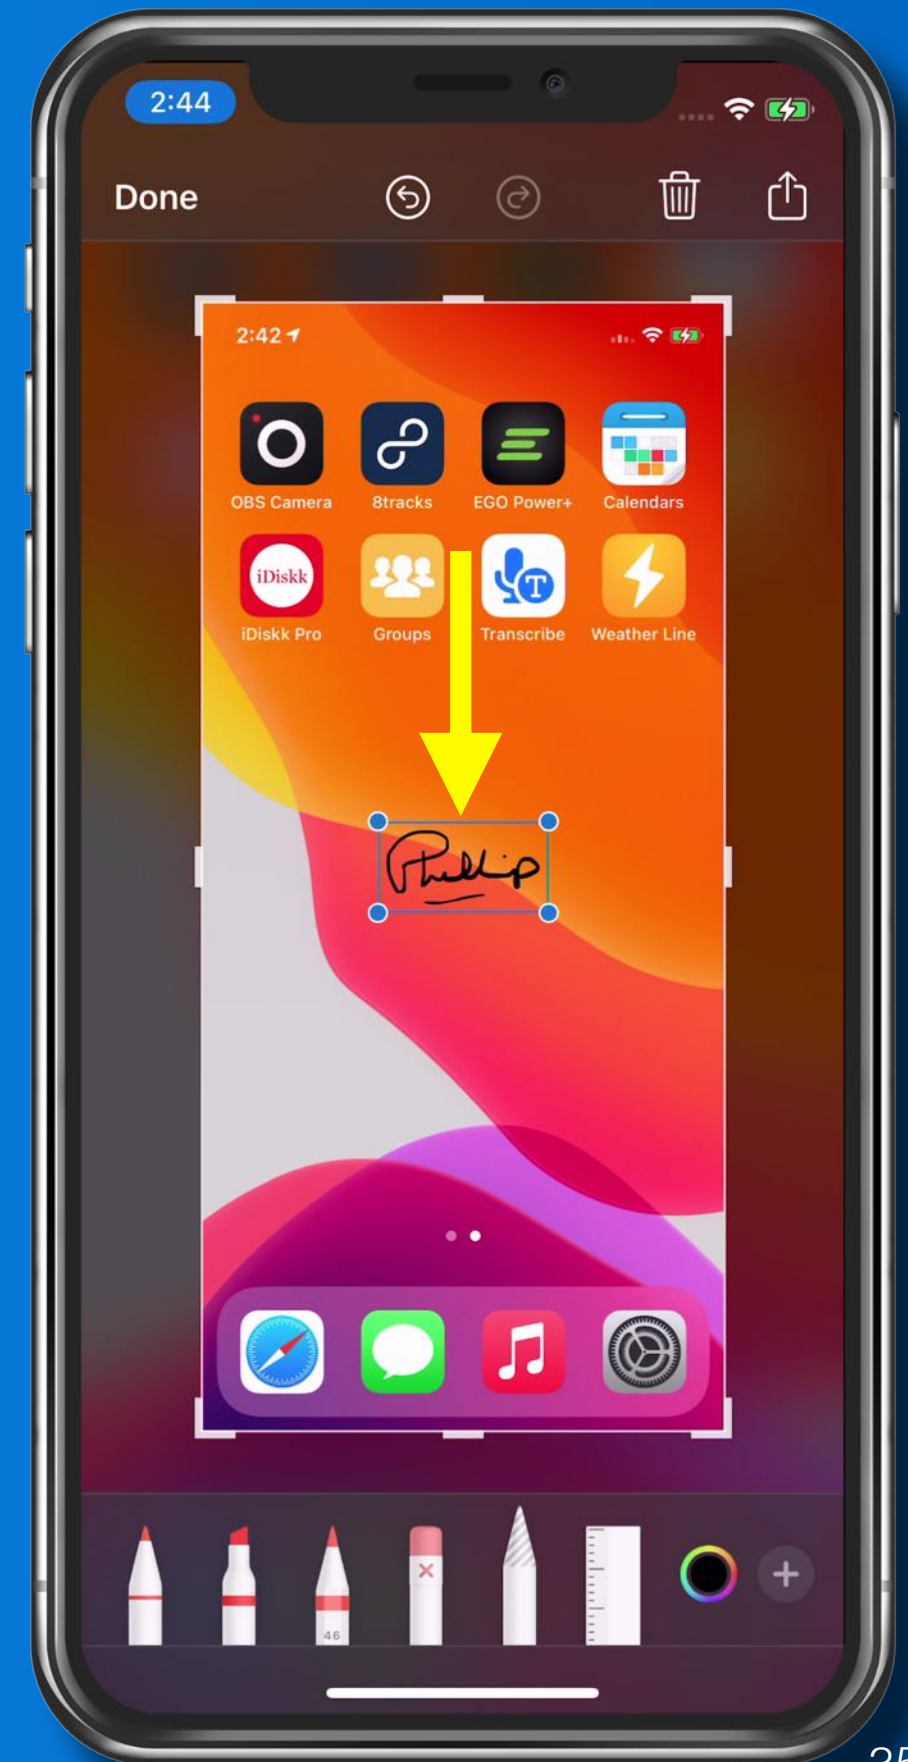 2:44
Done
2:42
OBS Camera 8tracks EGO Power+ Calendars
iDiskk
T
iDiskk Pro Groups Transcribe Weather Line
Phillip
46